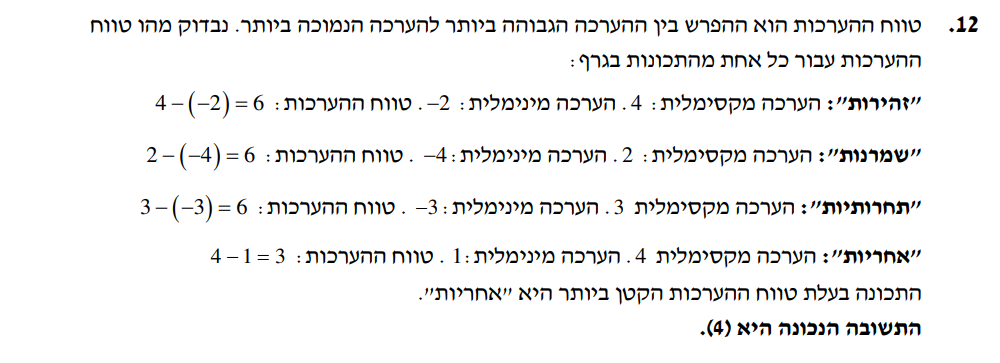 12. טווח ההערכות הוא ההפרש בין ההערכה הגבוהה ביותר להערכה הנמוכה ביותר. נבדוק מהו טווח
ההערכות עבור כל אחת מהתכונות בגרף:
"זהירות": הערכה מקסימלית: 4. הערכה מינימלית: −2. טווח ההערכות: 4 − (−2) = 6
"שמרנות": הערכה מקסימלית: 2. הערכה מינימלית: −4. טווח ההערכות: 2 − (−4) = 6
"תחרותיות": הערכה מקסימלית 3. הערכה מינימלית: −3. טווח ההערכות: 3 − (−3) = 6
"אחריות": הערכה מקסימלית 4. הערכה מינימלית: 1. טווח ההערכות: 4 − 1 = 3
התכונה בעלת טווח ההערכות הקטן ביותר היא "אחריות".
התשובה הנכונה היא (4).